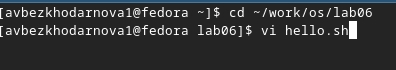 [avbezkhodarnova1@fedora ~]$ cd ~/work/os/lab06
[avbezkhodarnova1@fedora lab06]$ vi hello.sh